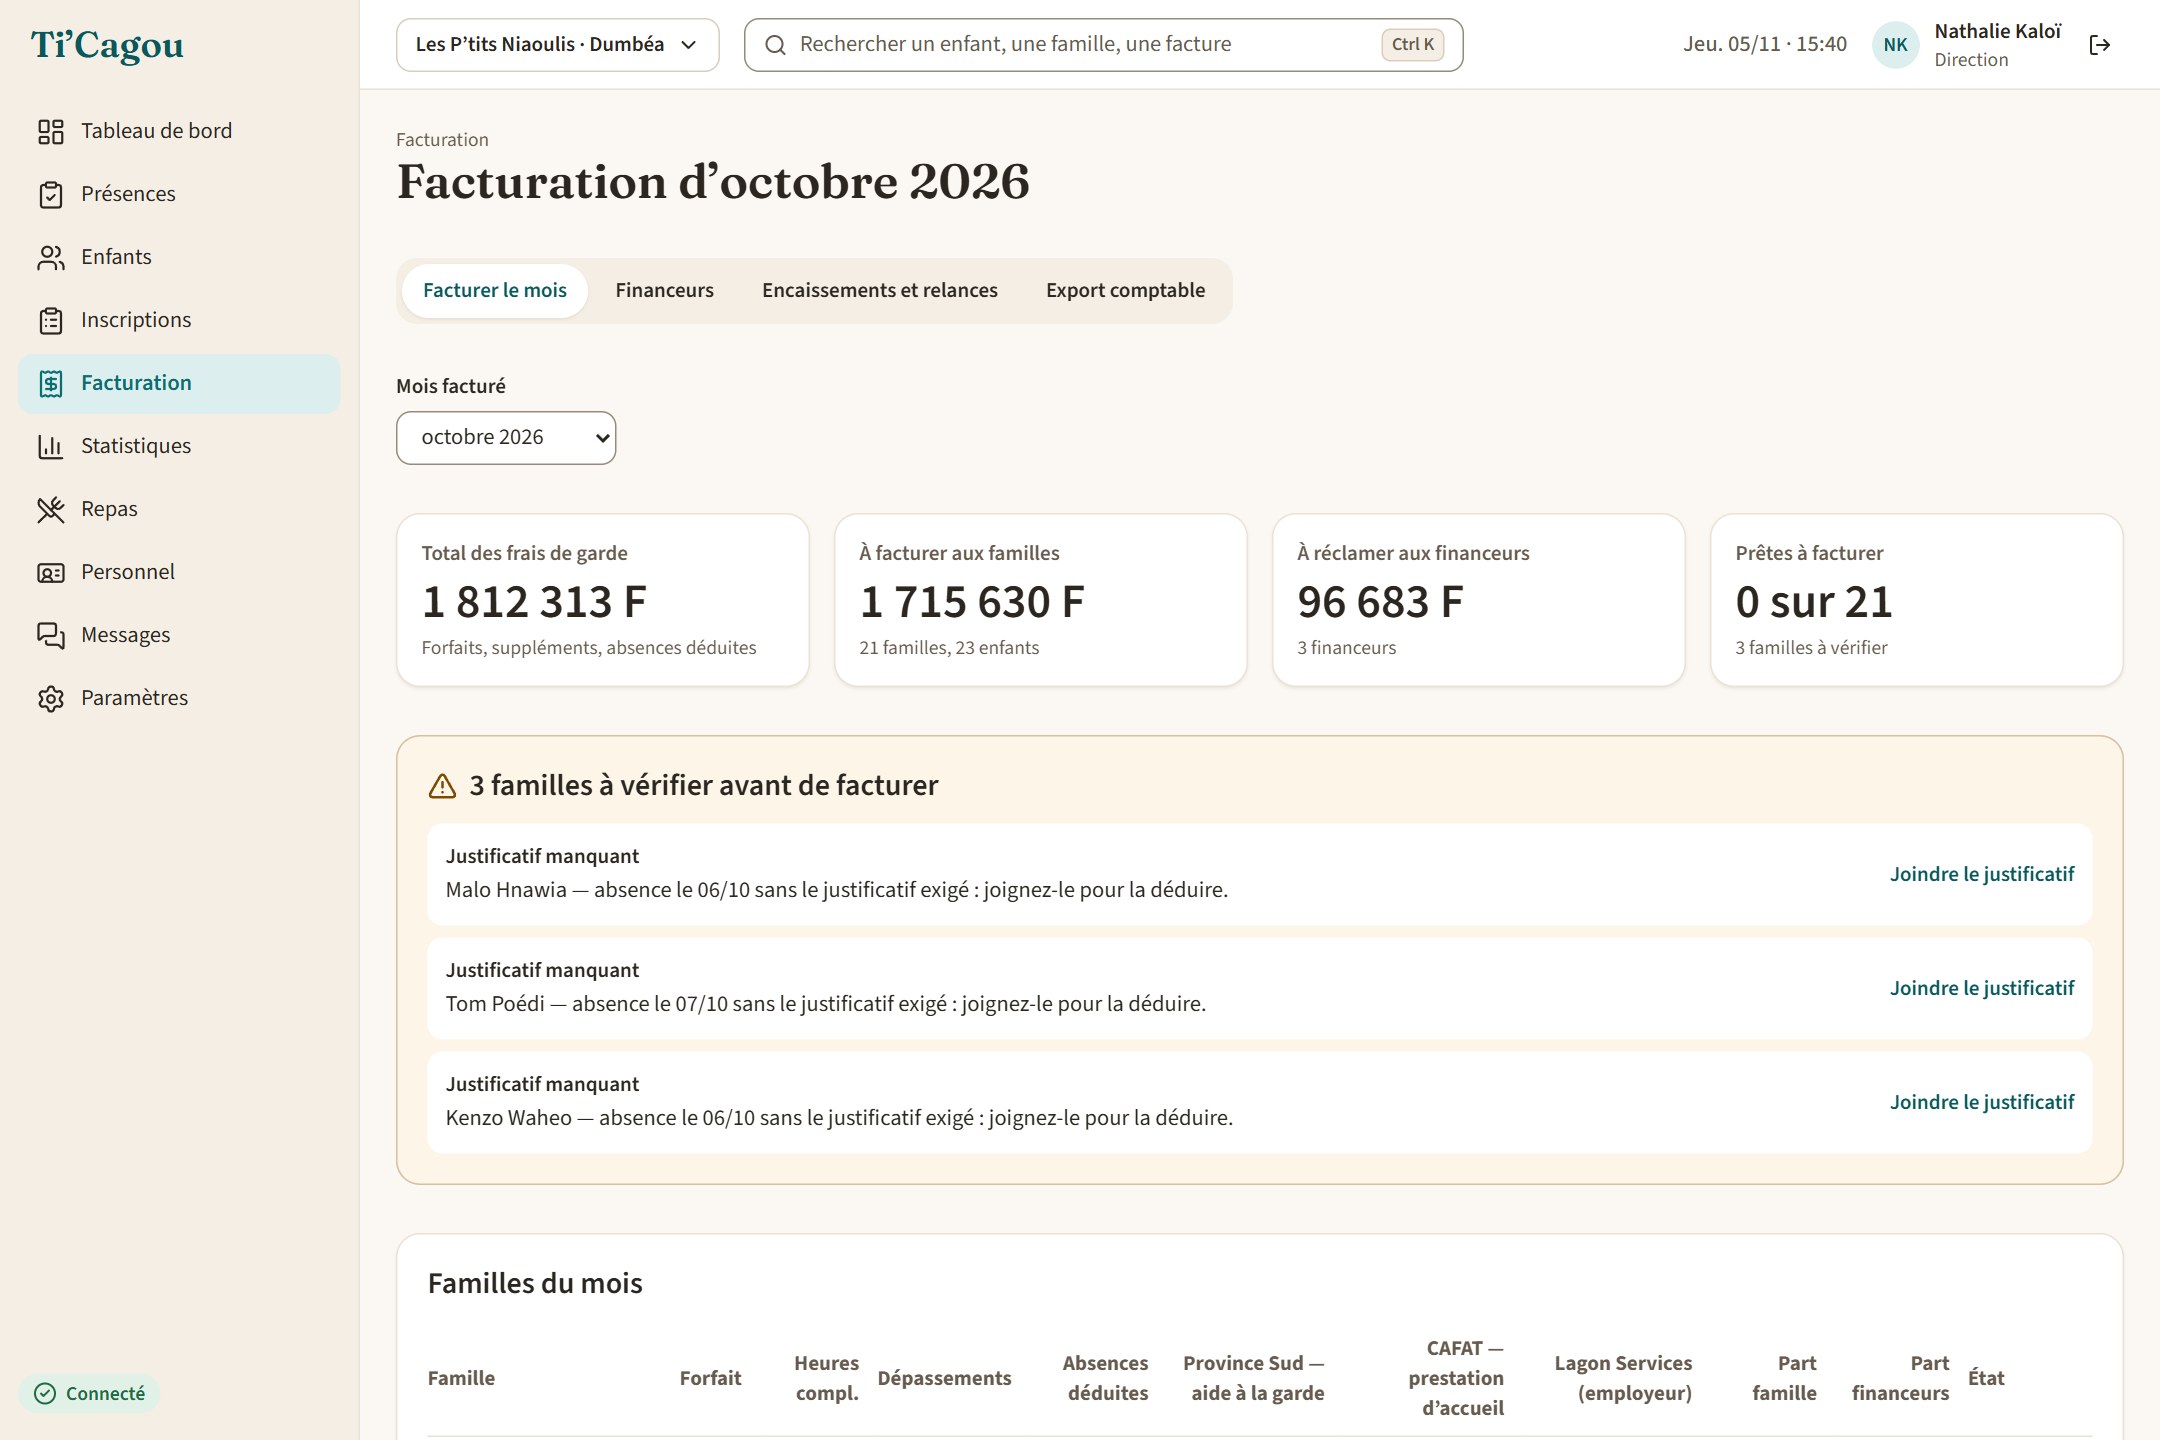 Ti’Cagou
Tableau de bord
Présences
Enfants
Inscriptions
Facturation
Statistiques
Repas
Personnel
Messages
Paramètres
Connecté
Les P’tits Niaoulis · Dumbéa
Rechercher un enfant, une famille, une facture
Ctrl K
Jeu. 05/11 · 15:40
NK
Nathalie Kaloï
Direction
Facturation
Facturation d’octobre 2026
Facturer le mois
Financeurs
Encaissements et relances
Export comptable
Mois facturé
octobre 2026
Total des frais de garde
1 812 313 F
Forfaits, suppléments, absences déduites
À facturer aux familles
1 715 630 F
21 familles, 23 enfants
À réclamer aux financeurs
96 683 F
3 financeurs
Prêtes à facturer
0 sur 21
3 familles à vérifier
3 familles à vérifier avant de facturer
Justificatif manquant
Malo Hnawia — absence le 06/10 sans le justificatif exigé : joignez-le pour la déduire.
Joindre le justificatif
Justificatif manquant
Tom Poédi — absence le 07/10 sans le justificatif exigé : joignez-le pour la déduire.
Joindre le justificatif
Justificatif manquant
Kenzo Waheo — absence le 06/10 sans le justificatif exigé : joignez-le pour la déduire.
Joindre le justificatif
Familles du mois
Famille
Forfait
Heures
compl.
Dépassements
Absences
déduites
Province Sud —
aide à la garde
CAFAT —
prestation
d’accueil
Lagon Services
(employeur)
Part
famille
Part
financeurs
État